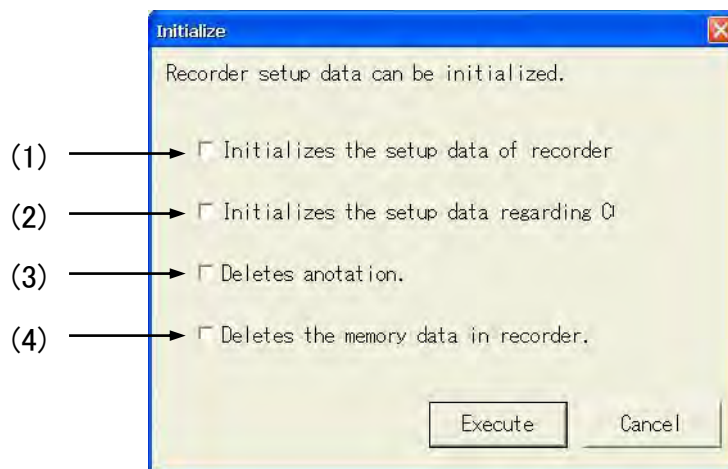 Initialize
Recorder setup data can be initialized.
(1) Initializes the setup data of recorder
(2) Initializes the setup data regarding
(3) Deletes anotation.
(4) Deletes the memory data in recorder.
Execute Cancel